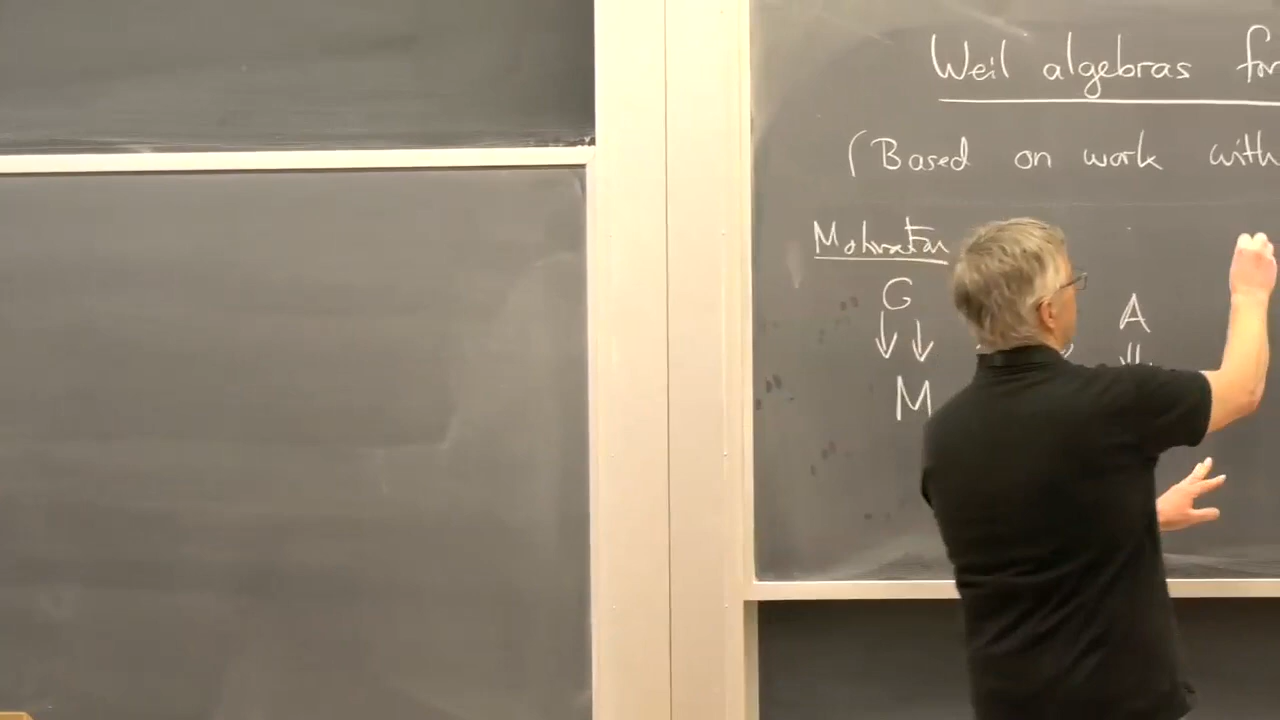 Weil algebras for
(Based on work with
Motivation
G A
↓ ↓ ⇓
M